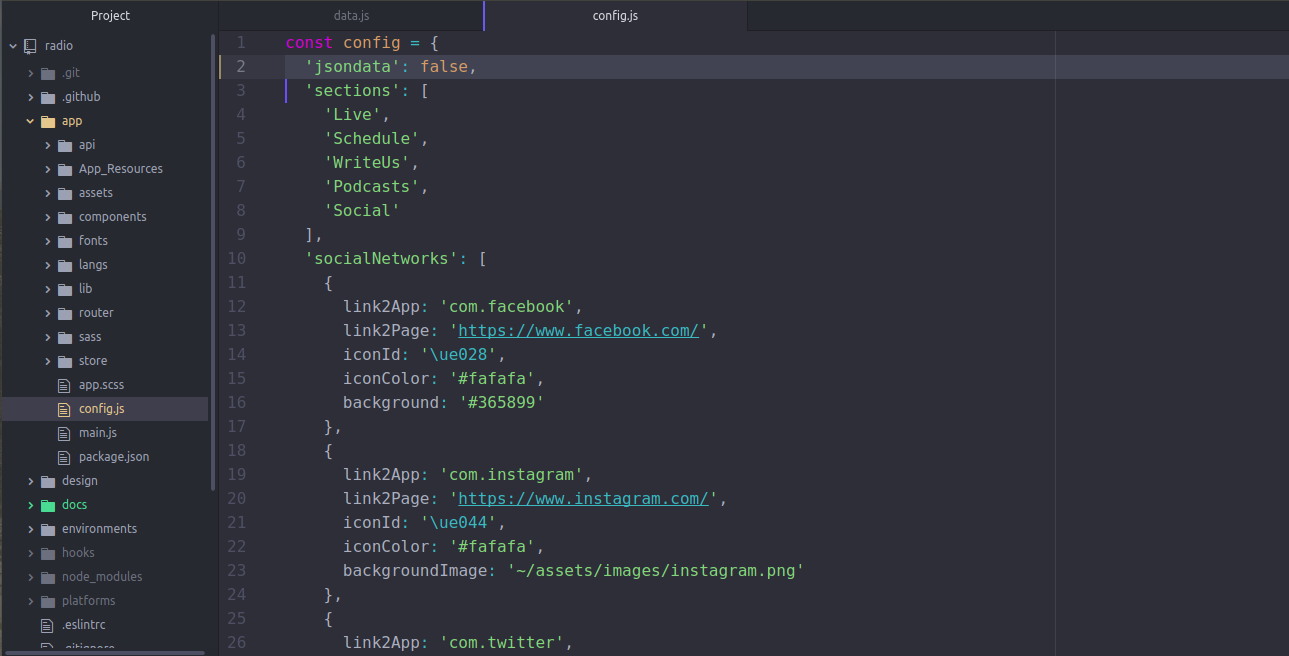 Project
radio
.git
.github
app
api
App_Resources
assets
components
fonts
langs
lib
router
sass
store
app.scss
config.js
main.js
package.json
design
docs
environments
hooks
node_modules
platforms
.eslintrc
.gitignore
data.js
config.js
1 const config = {
2 'jsondata': false,
3 'sections': [
4 'Live',
5 'Schedule',
6 'WriteUs',
7 'Podcasts',
8 'Social'
9 ],
10 'socialNetworks': [
11 {
12 link2App: 'com.facebook',
13 link2Page: 'https://www.facebook.com/',
14 iconId: '\ue028',
15 iconColor: '#fafafa',
16 background: '#365899'
17 },
18 {
19 link2App: 'com.instagram',
20 link2Page: 'https://www.instagram.com/',
21 iconId: '\ue044',
22 iconColor: '#fafafa',
23 backgroundImage: '~/assets/images/instagram.png'
24 },
25 {
26 link2App: 'com.twitter',